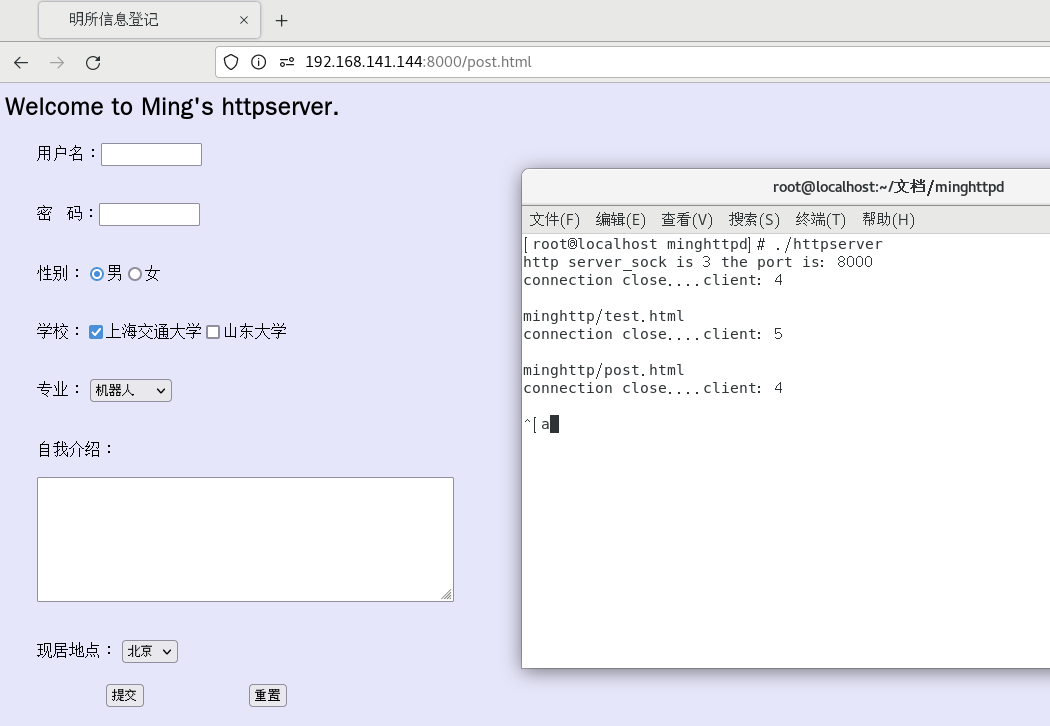 明所信息登记
192.168.141.144:8000/post.html
Welcome to Ming's httpserver.
用户名：
密 码：
性别： 男 女
学校： 上海交通大学 山东大学
专业： 机器人
自我介绍：
现居地点： 北京
提交 重置
root@localhost:~/文档/minghttpd
文件(F) 编辑(E) 查看(V) 搜索(S) 终端(T) 帮助(H)
[root@localhost minghttpd]# ./httpserver
http server_sock is 3 the port is: 8000
connection close....client: 4
minghttp/test.html
connection close....client: 5
minghttp/post.html
connection close....client: 4
^[a